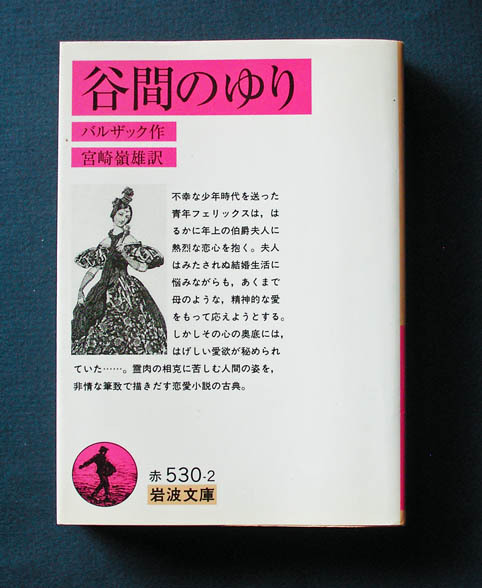 谷間のゆり
バルザック作
宮崎嶺雄訳
不幸な少年時代を送った
青年フェリックスは，は
るかに年上の伯爵夫人に
熱烈な恋心を抱く。夫人
はみたされぬ結婚生活に
悩みながらも，あくまで
母のような，精神的な愛
をもって応えようとする。
しかしその心の奥底には，
はげしい愛欲が秘められ
ていた……。霊肉の相克に苦しむ人間の姿を，
非情な筆致で描きだす恋愛小説の古典。
赤 530-2
岩波文庫